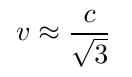 v ≈ c/√3